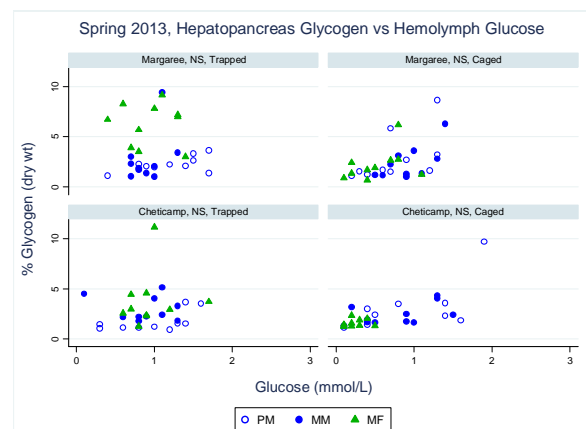 Spring 2013, Hepatopancreas Glycogen vs Hemolymph Glucose
Margaree, NS, Trapped
Margaree, NS, Caged
10
5
0
Cheticamp, NS, Trapped
Cheticamp, NS, Caged
10
5
0
% Glycogen (dry wt)
0 1 2 3
0 1 2 3
Glucose (mmol/L)
PM MM MF